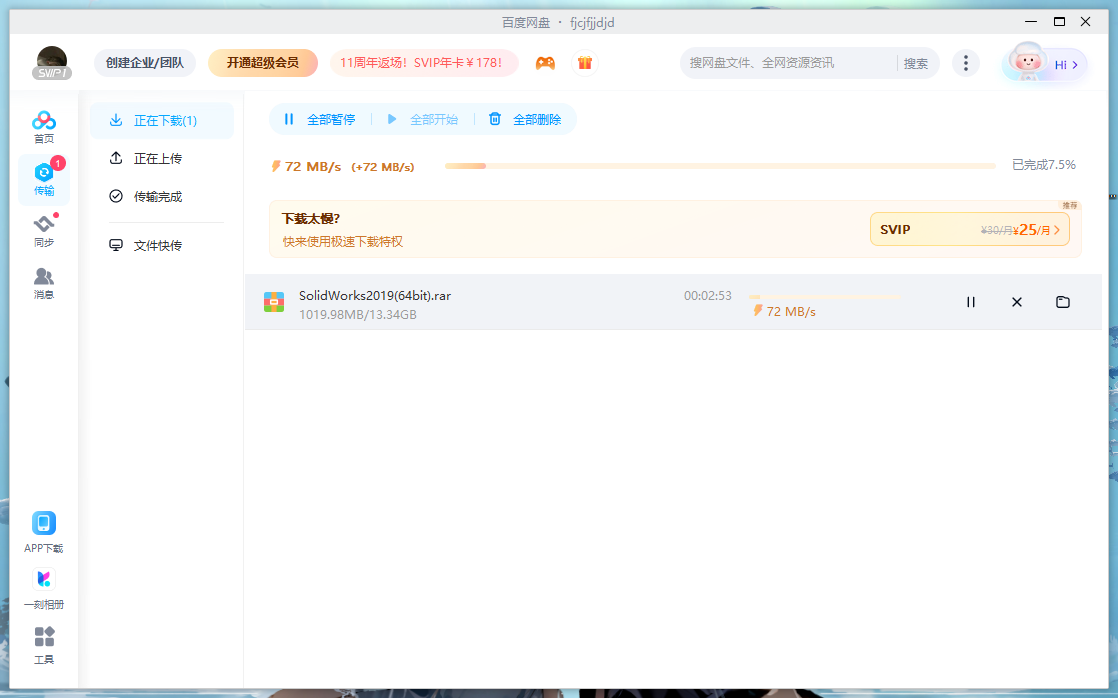 百度网盘 · fjcjfjjdjd
SVIP 1
创建企业/团队
开通超级会员
11周年返场！SVIP年卡￥178！
搜网盘文件、全网资源资讯
搜索
Hi >
首页
1
传输
同步
消息
APP下载
一刻相册
工具
正在下载(1)
正在上传
传输完成
文件快传
全部暂停
全部开始
全部删除
72 MB/s (+72 MB/s)
已完成7.5%
推荐
下载太慢?
快来使用极速下载特权
SVIP
¥30/月¥25/月 >
SolidWorks2019(64bit).rar
1019.98MB/13.34GB
00:02:53
72 MB/s